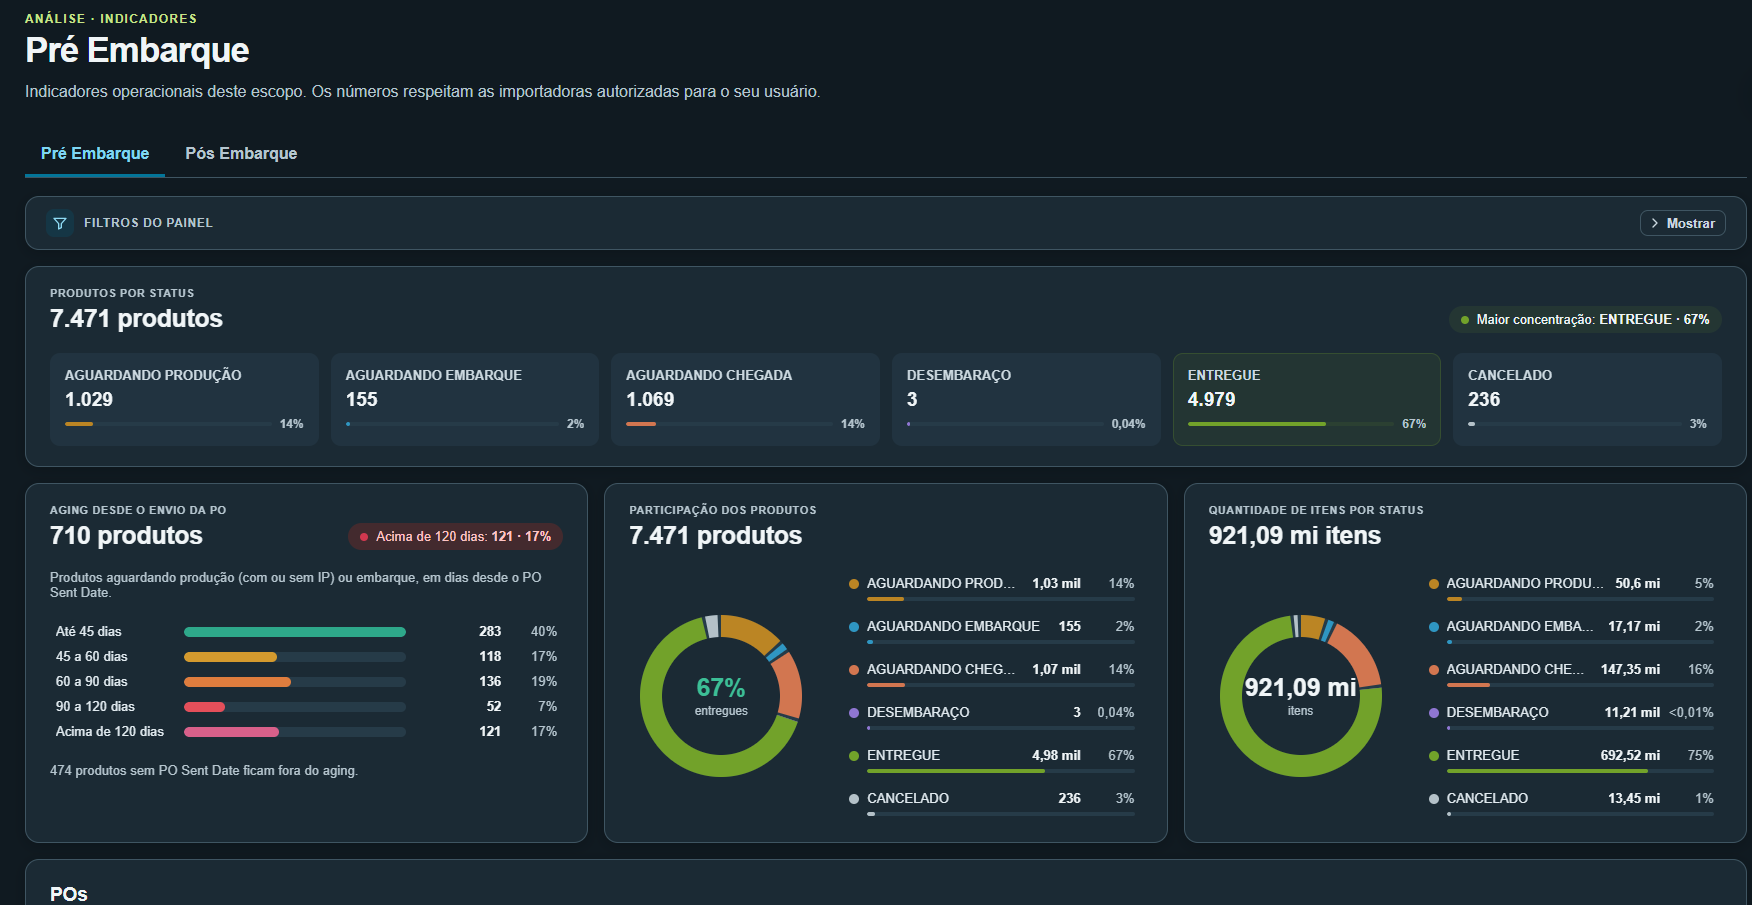 ANÁLISE · INDICADORES
Pré Embarque
Indicadores operacionais deste escopo. Os números respeitam as importadoras autorizadas para o seu usuário.
Pré Embarque
Pós Embarque
FILTROS DO PAINEL
Mostrar
PRODUTOS POR STATUS
7.471 produtos
Maior concentração: ENTREGUE · 67%
AGUARDANDO PRODUÇÃO
1.029
14%
AGUARDANDO EMBARQUE
155
2%
AGUARDANDO CHEGADA
1.069
14%
DESEMBARAÇO
3
0,04%
ENTREGUE
4.979
67%
CANCELADO
236
3%
AGING DESDE O ENVIO DA PO
710 produtos
Acima de 120 dias: 121 · 17%
Produtos aguardando produção (com ou sem IP) ou embarque, em dias desde o PO
Sent Date.
Até 45 dias 283 40%
45 a 60 dias 118 17%
60 a 90 dias 136 19%
90 a 120 dias 52 7%
Acima de 120 dias 121 17%
474 produtos sem PO Sent Date ficam fora do aging.
PARTICIPAÇÃO DOS PRODUTOS
7.471 produtos
67%
entregues
AGUARDANDO PROD... 1,03 mil 14%
AGUARDANDO EMBARQUE 155 2%
AGUARDANDO CHEG... 1,07 mil 14%
DESEMBARAÇO 3 0,04%
ENTREGUE 4,98 mil 67%
CANCELADO 236 3%
QUANTIDADE DE ITENS POR STATUS
921,09 mi itens
921,09 mi
itens
AGUARDANDO PRODU... 50,6 mi 5%
AGUARDANDO EMBA... 17,17 mi 2%
AGUARDANDO CHE... 147,35 mi 16%
DESEMBARAÇO 11,21 mil <0,01%
ENTREGUE 692,52 mi 75%
CANCELADO 13,45 mi 1%
POs